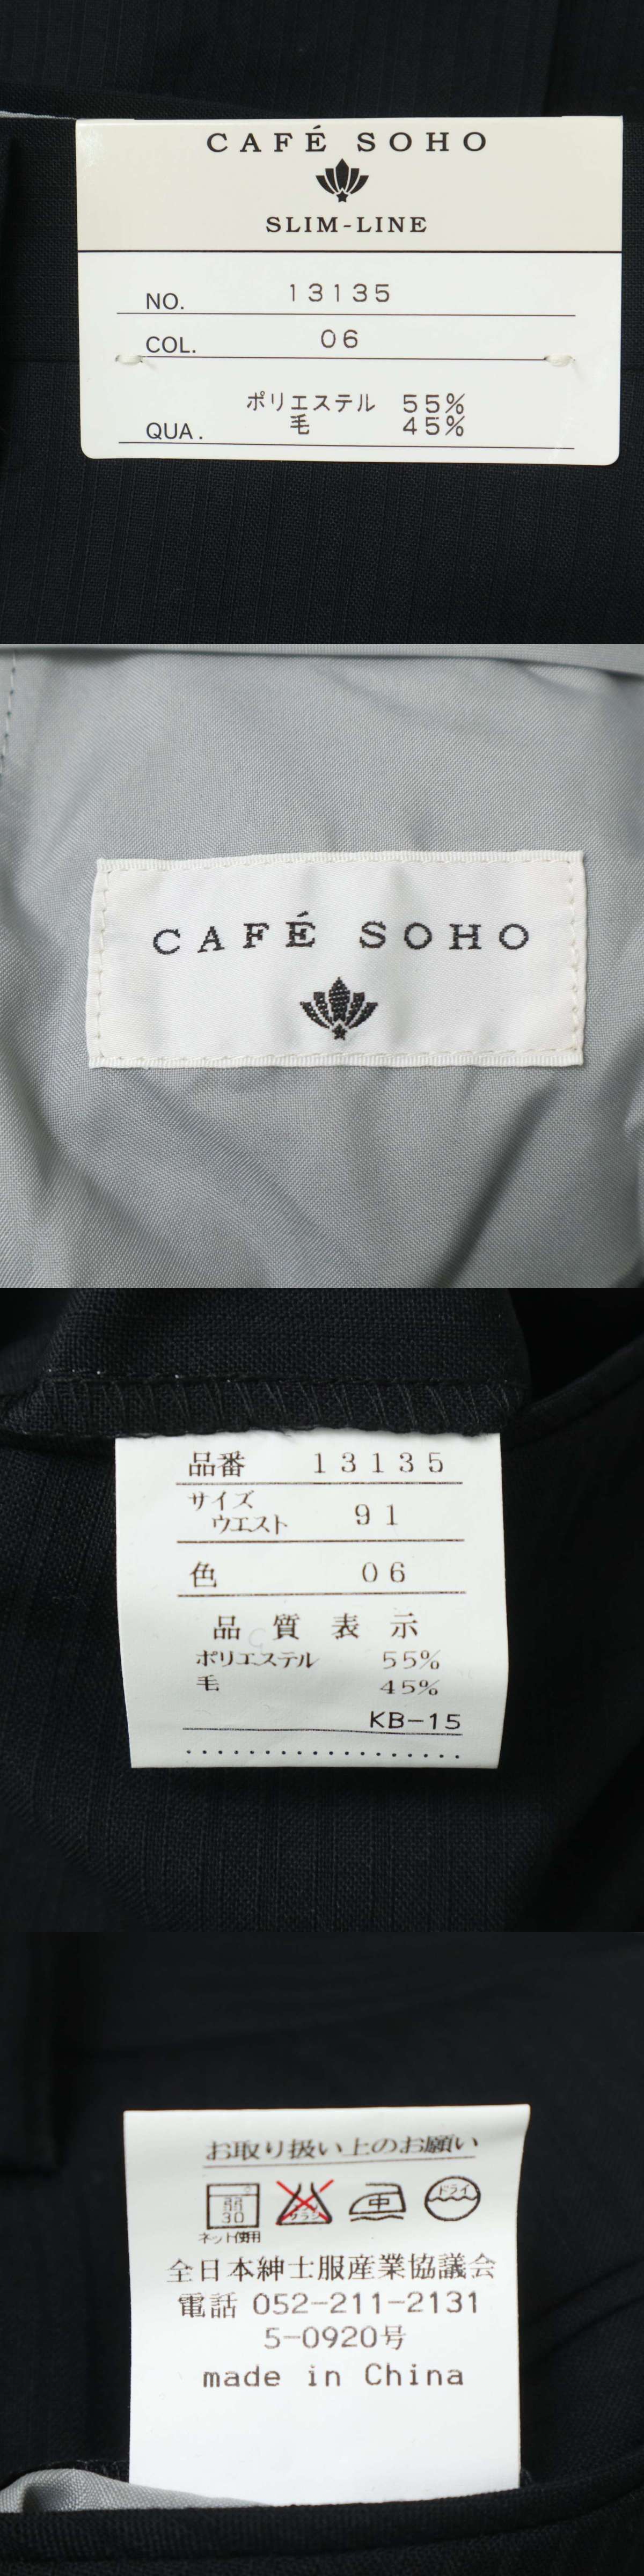 CAFÉ SOHO
SLIM-LINE
NO. 13135
COL. 06
ポリエステル 55%
QUA. 毛 45%
CAFÉ SOHO
品番 13135
サイズ
ウエスト 91
色 06
品質表示
ポリエステル 55%
毛 45%
KB-15
お取り扱い上のお願い
弱
30
中
ドライ
ネット使用
全日本紳士服産業協議会
電話 052-211-2131
5-0920号
made in China